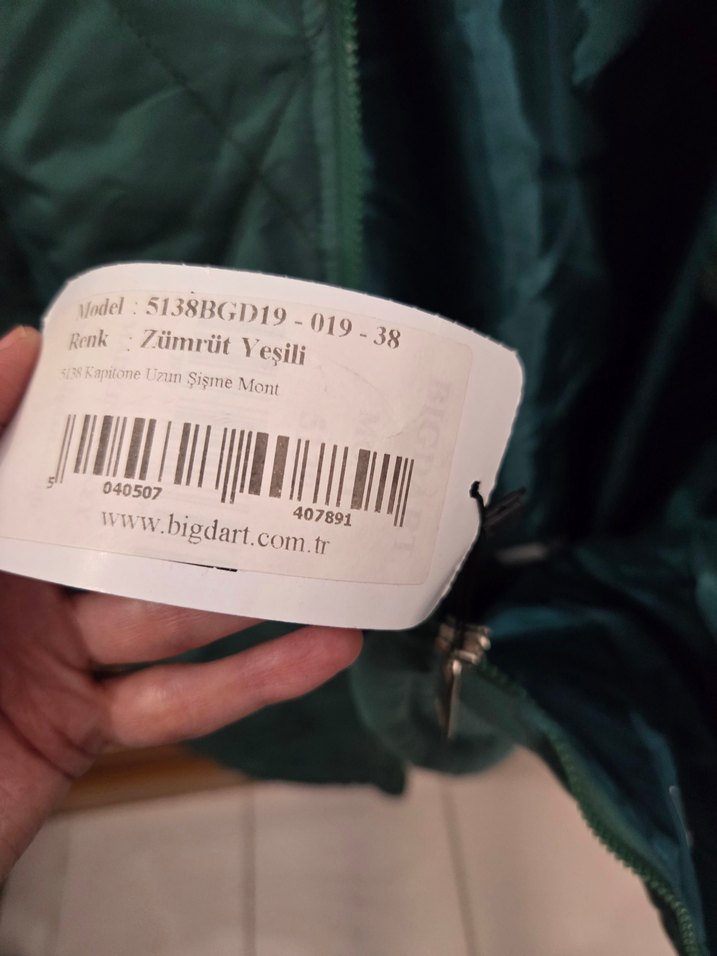 Model : 5138BGD19 - 019 - 38
Renk : Zümrüt Yeşili
5138 Kapitone Uzun Şişme Mont
5 040507 407891
www.bigdart.com.tr